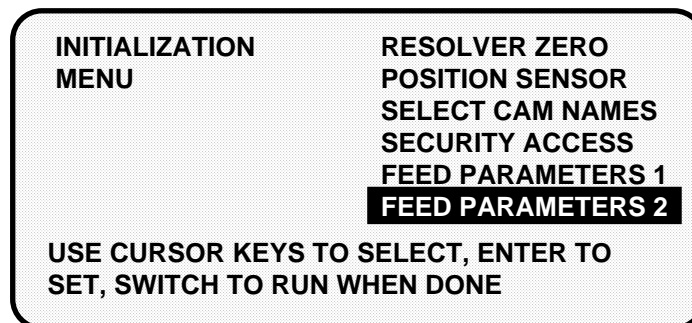 INITIALIZATION MENU
RESOLVER ZERO
POSITION SENSOR
SELECT CAM NAMES
SECURITY ACCESS
FEED PARAMETERS 1
FEED PARAMETERS 2
USE CURSOR KEYS TO SELECT, ENTER TO
SET, SWITCH TO RUN WHEN DONE